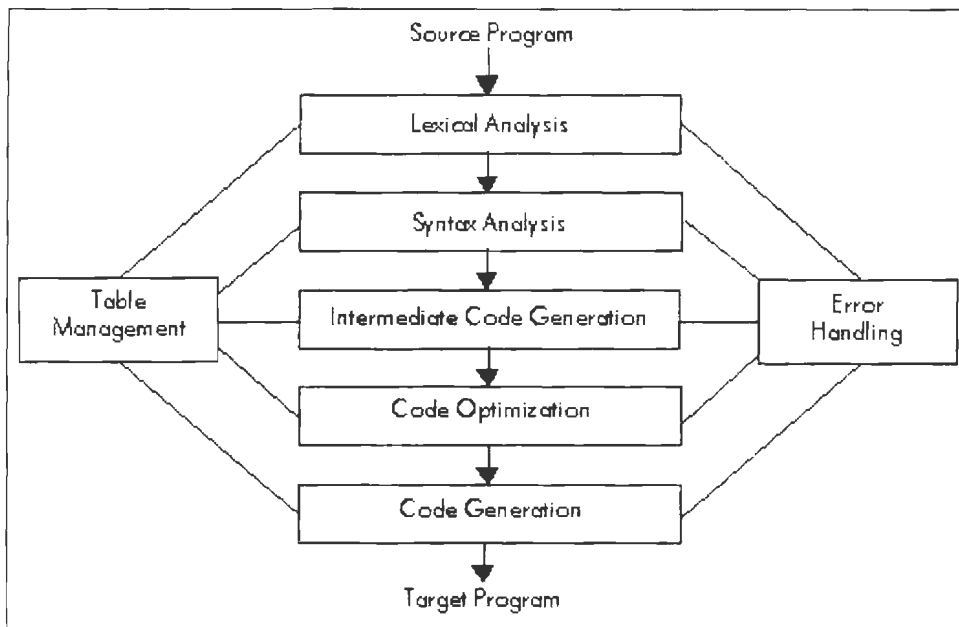 Source Program
Lexical Analysis
Syntax Analysis
Table
Management
Intermediate Code Generation
Error
Handling
Code Optimization
Code Generation
Target Program